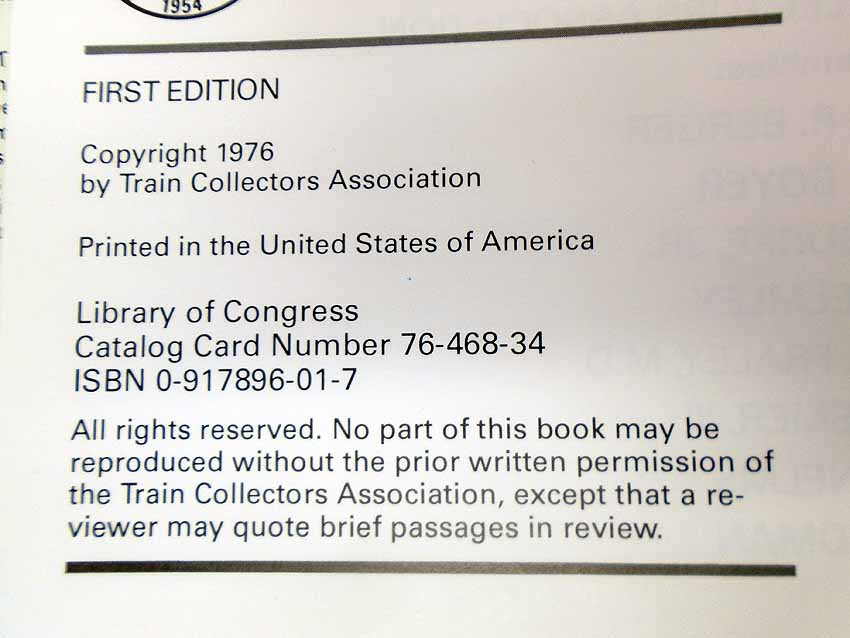 1954
FIRST EDITION
Copyright 1976
by Train Collectors Association
Printed in the United States of America
Library of Congress
Catalog Card Number 76-468-34
ISBN 0-917896-01-7
All rights reserved. No part of this book may be
reproduced without the prior written permission of
the Train Collectors Association, except that a re-
viewer may quote brief passages in review.